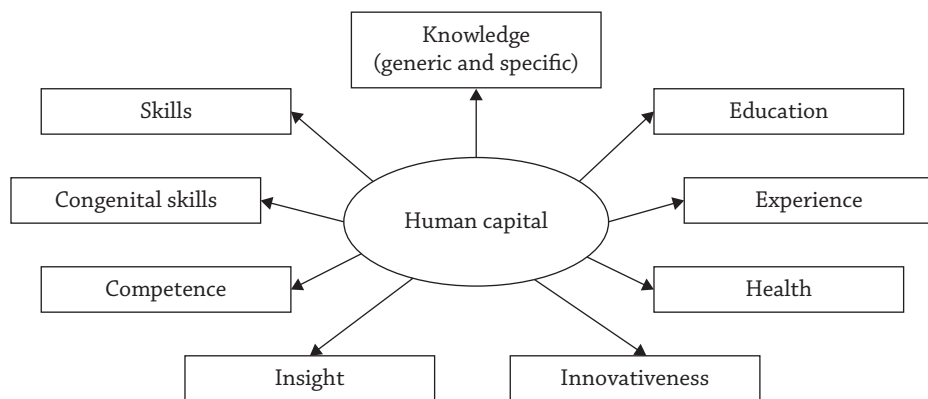 Knowledge
(generic and specific)
Skills
Education
Congenital skills
Human capital
Experience
Competence
Health
Insight
Innovativeness